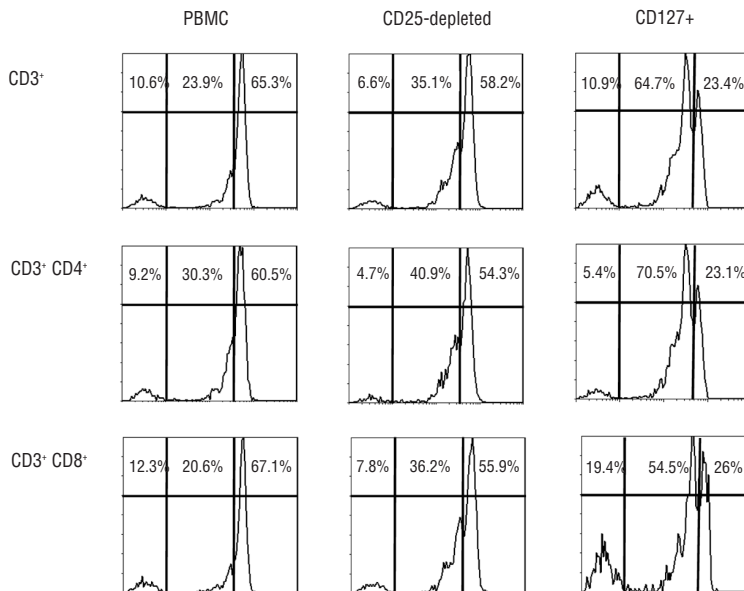 PBMC CD25-depleted CD127+
CD3⁺ 10.6% 23.9% 65.3% 6.6% 35.1% 58.2% 10.9% 64.7% 23.4%
CD3⁺ CD4⁺ 9.2% 30.3% 60.5% 4.7% 40.9% 54.3% 5.4% 70.5% 23.1%
CD3⁺ CD8⁺ 12.3% 20.6% 67.1% 7.8% 36.2% 55.9% 19.4% 54.5% 26%